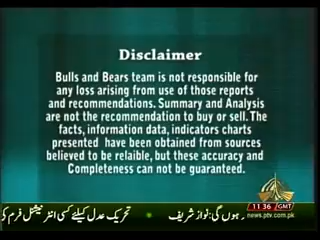 Disclaimer
Bulls and Bears team is not responsible for
any loss arising from use of those reports
and recommendations. Summary and Analysis
are not the recommendation to buy or sell. The
facts, information data, indicators charts
presented have been obtained from sources
believed to be relaible, but these accuracy and
Completeness can not be guaranteed.
رہوں گی: نواز شریف • تحریک عدل کیلئے کسی انٹرنیشنل فرم کو
11 36 GMT
news.ptv.com.pk